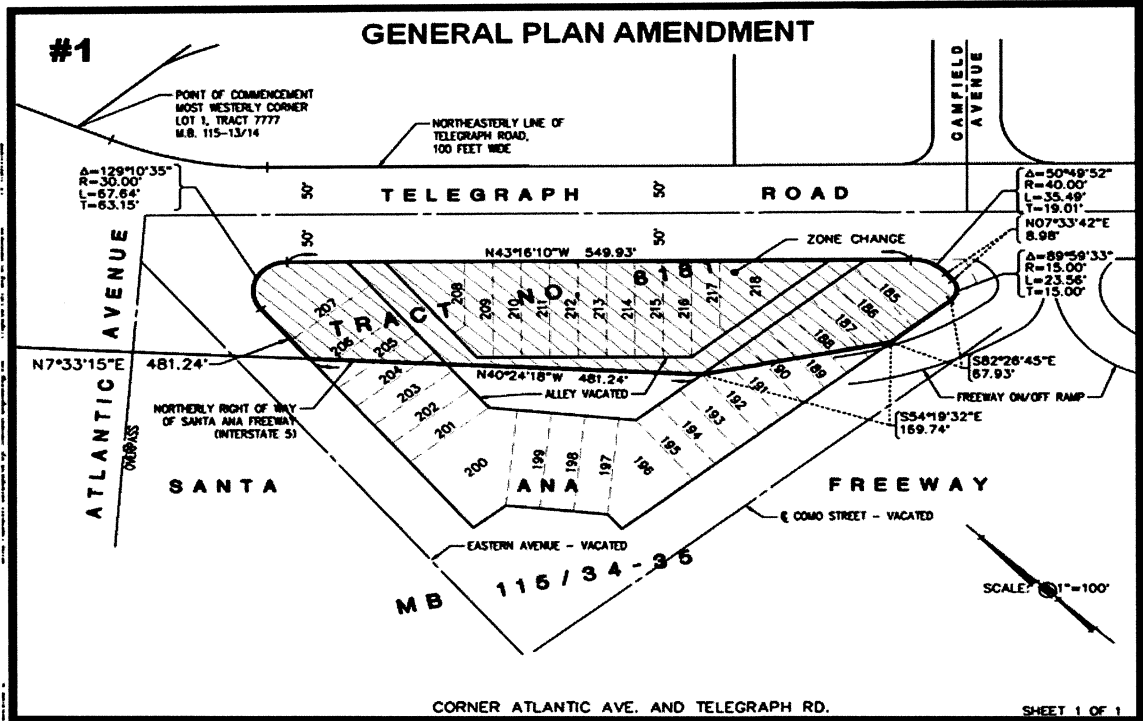 #1
GENERAL PLAN AMENDMENT
POINT OF COMMENCEMENT
MOST WESTERLY CORNER
LOT 1, TRACT 7777
M.B. 115-13/14
NORTHEASTERLY LINE OF
TELEGRAPH ROAD,
100 FEET WIDE
CAMFIELD
AVENUE
Δ=129°10'35"
R=30.00'
L=67.64'
T=63.15'
50'
TELEGRAPH ROAD
50'
Δ=50°49'52"
R=40.00'
L=35.49'
T=19.01'
N07°33'42"E
8.98'
Δ=89°59'33"
R=15.00'
L=23.56'
T=15.00'
50'
50'
N43°16'10"W 549.93'
ZONE CHANGE
TRACT NO. 8181
207
206
205
204
203
202
201
200
208
209
210
211
212
213
214
215
216
217
218
185
186
187
188
189
190
191
192
193
194
195
196
197
198
199
ATLANTIC AVENUE
OVERPASS
N7°33'15"E 481.24'
N40°24'18"W 481.24'
ALLEY VACATED
NORTHERLY RIGHT OF WAY
OF SANTA ANA FREEWAY
(INTERSTATE 5)
S82°26'45"E
67.93'
FREEWAY ON/OFF RAMP
S54°19'32"E
169.74'
SANTA ANA FREEWAY
℄ COMO STREET - VACATED
EASTERN AVENUE - VACATED
MB 115/34-35
SCALE: 1"=100'
CORNER ATLANTIC AVE. AND TELEGRAPH RD.
SHEET 1 OF 1